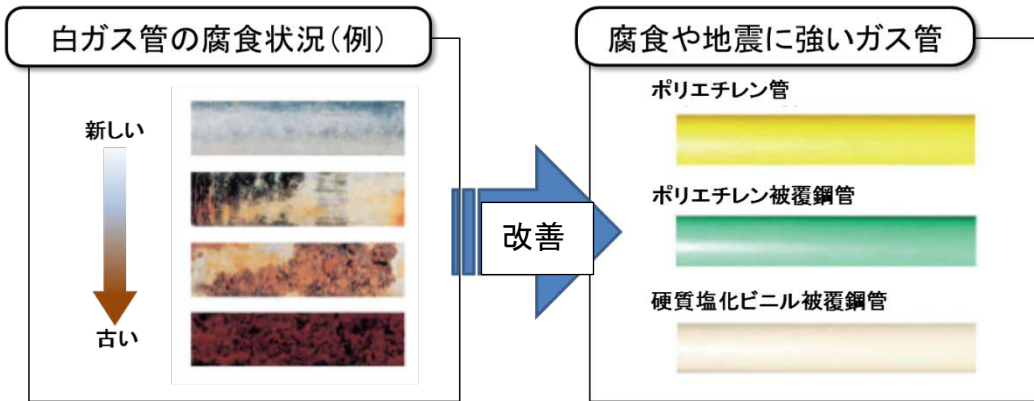 白ガス管の腐食状況（例）
新しい
古い
改善
腐食や地震に強いガス管
ポリエチレン管
ポリエチレン被覆鋼管
硬質塩化ビニル被覆鋼管